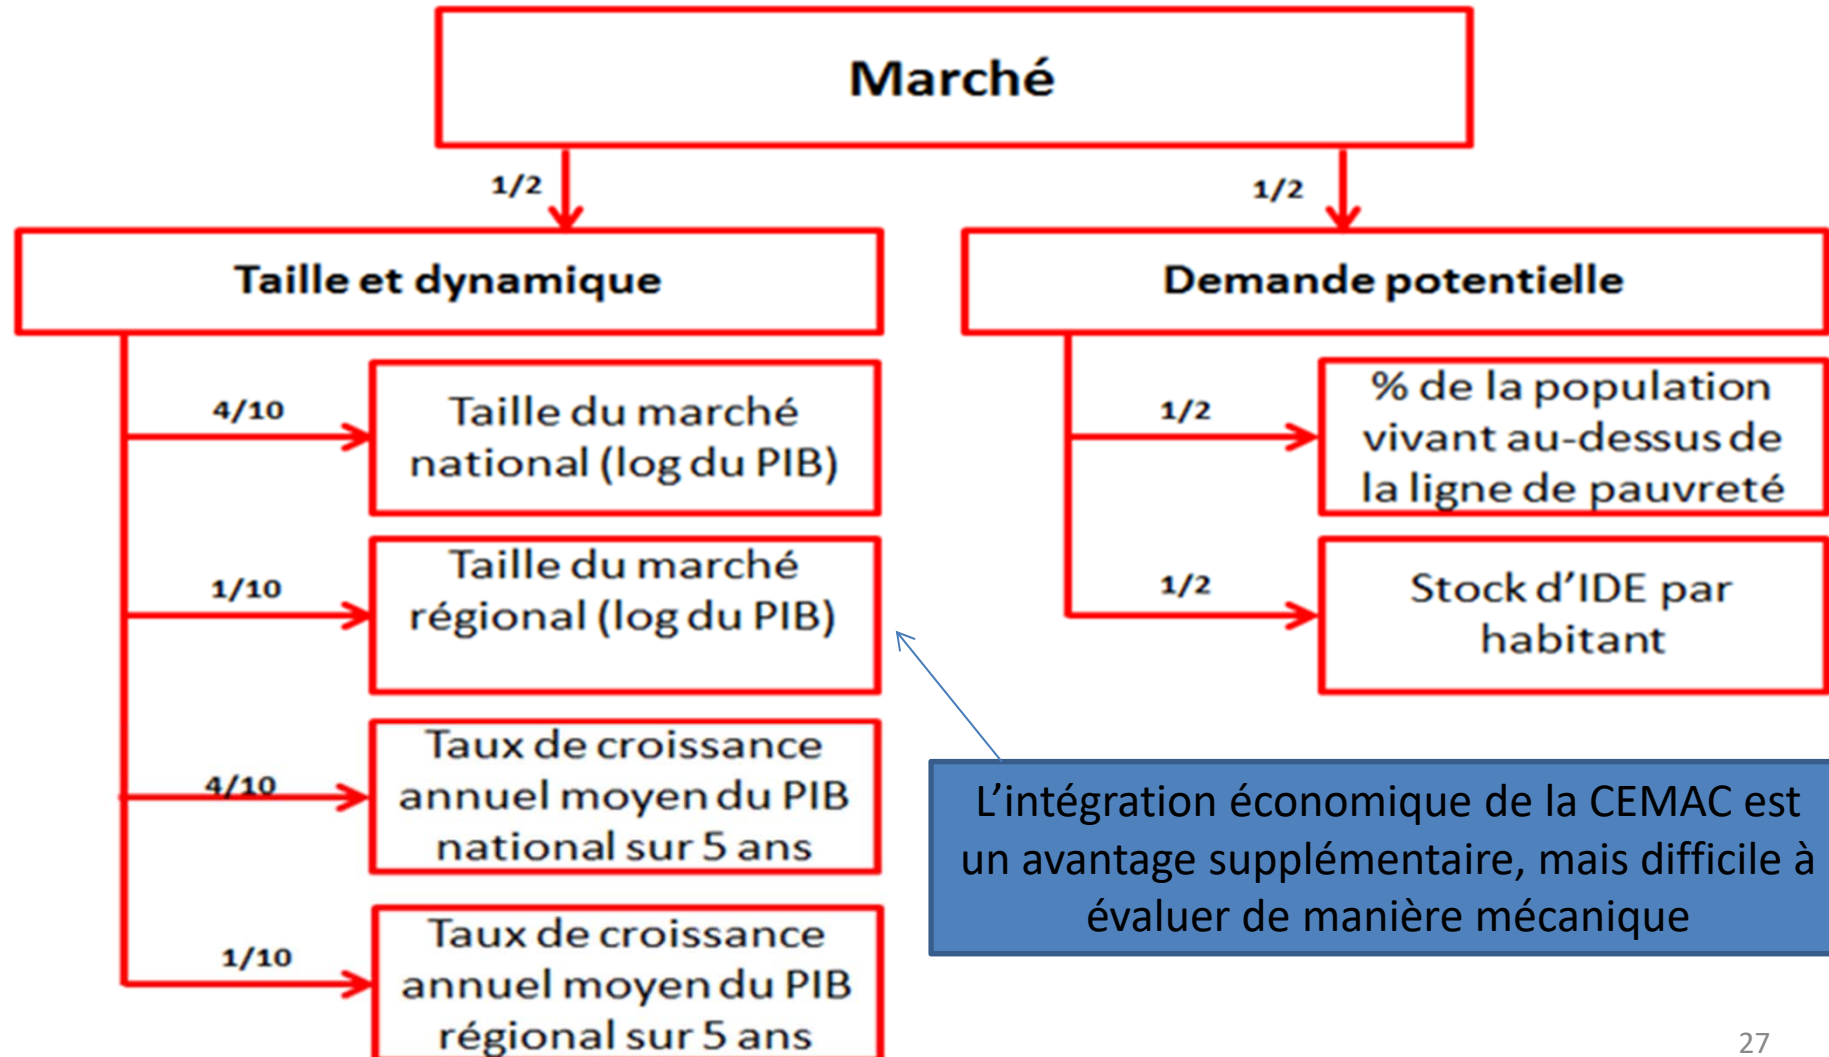 Marché
1/2
1/2
Taille et dynamique
Demande potentielle
4/10
Taille du marché
national (log du PIB)
1/10
Taille du marché
régional (log du PIB)
4/10
Taux de croissance
annuel moyen du PIB
national sur 5 ans
1/10
Taux de croissance
annuel moyen du PIB
régional sur 5 ans
1/2
% de la population
vivant au-dessus de
la ligne de pauvreté
1/2
Stock d'IDE par
habitant
L'intégration économique de la CEMAC est
un avantage supplémentaire, mais difficile à
évaluer de manière mécanique
27